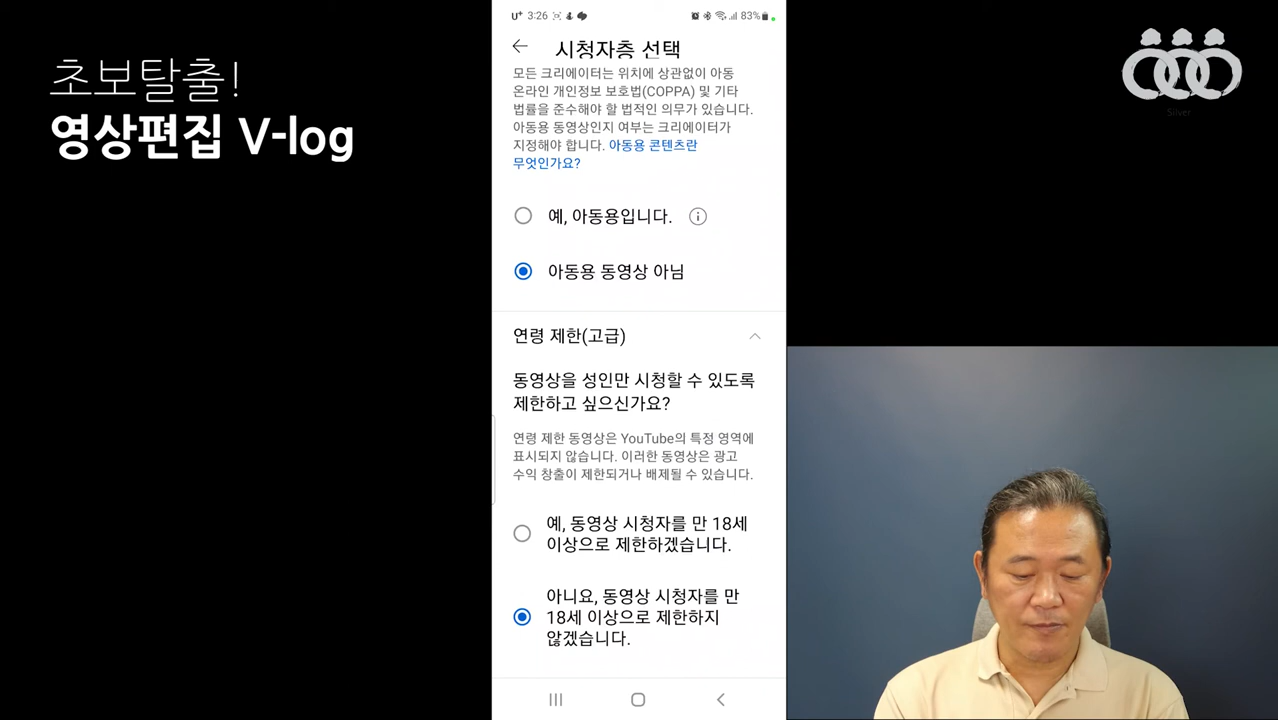 초보탈출!
영상편집 V-log
U+ 3:26
83%
시청자층 선택
모든 크리에이터는 위치에 상관없이 아동
온라인 개인정보 보호법(COPPA) 및 기타
법률을 준수해야 할 법적인 의무가 있습니다.
아동용 동영상인지 여부는 크리에이터가
지정해야 합니다. 아동용 콘텐츠란
무엇인가요?
예, 아동용입니다.
아동용 동영상 아님
연령 제한(고급)
동영상을 성인만 시청할 수 있도록
제한하고 싶으신가요?
연령 제한 동영상은 YouTube의 특정 영역에
표시되지 않습니다. 이러한 동영상은 광고
수익 창출이 제한되거나 배제될 수 있습니다.
예, 동영상 시청자를 만 18세
이상으로 제한하겠습니다.
아니요, 동영상 시청자를 만
18세 이상으로 제한하지
않겠습니다.
Silver